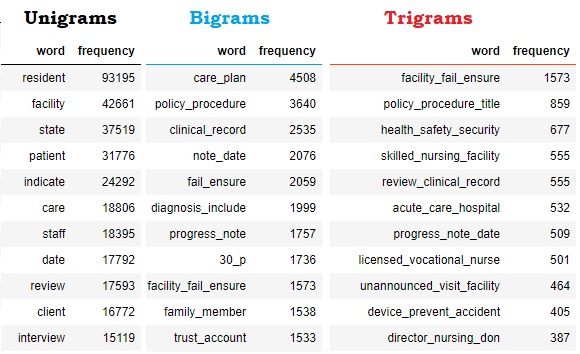 Unigrams Bigrams Trigrams
word frequency word frequency word frequency
resident 93195 care_plan 4508 facility_fail_ensure 1573
facility 42661 policy_procedure 3640 policy_procedure_title 859
state 37519 clinical_record 2535 health_safety_security 677
patient 31776 note_date 2076 skilled_nursing_facility 555
indicate 24292 fail_ensure 2059 review_clinical_record 555
care 18806 diagnosis_include 1999 acute_care_hospital 532
staff 18395 progress_note 1757 progress_note_date 509
date 17792 30_p 1736 licensed_vocational_nurse 501
review 17593 facility_fail_ensure 1573 unannounced_visit_facility 464
client 16772 family_member 1538 device_prevent_accident 405
interview 15119 trust_account 1533 director_nursing_don 387